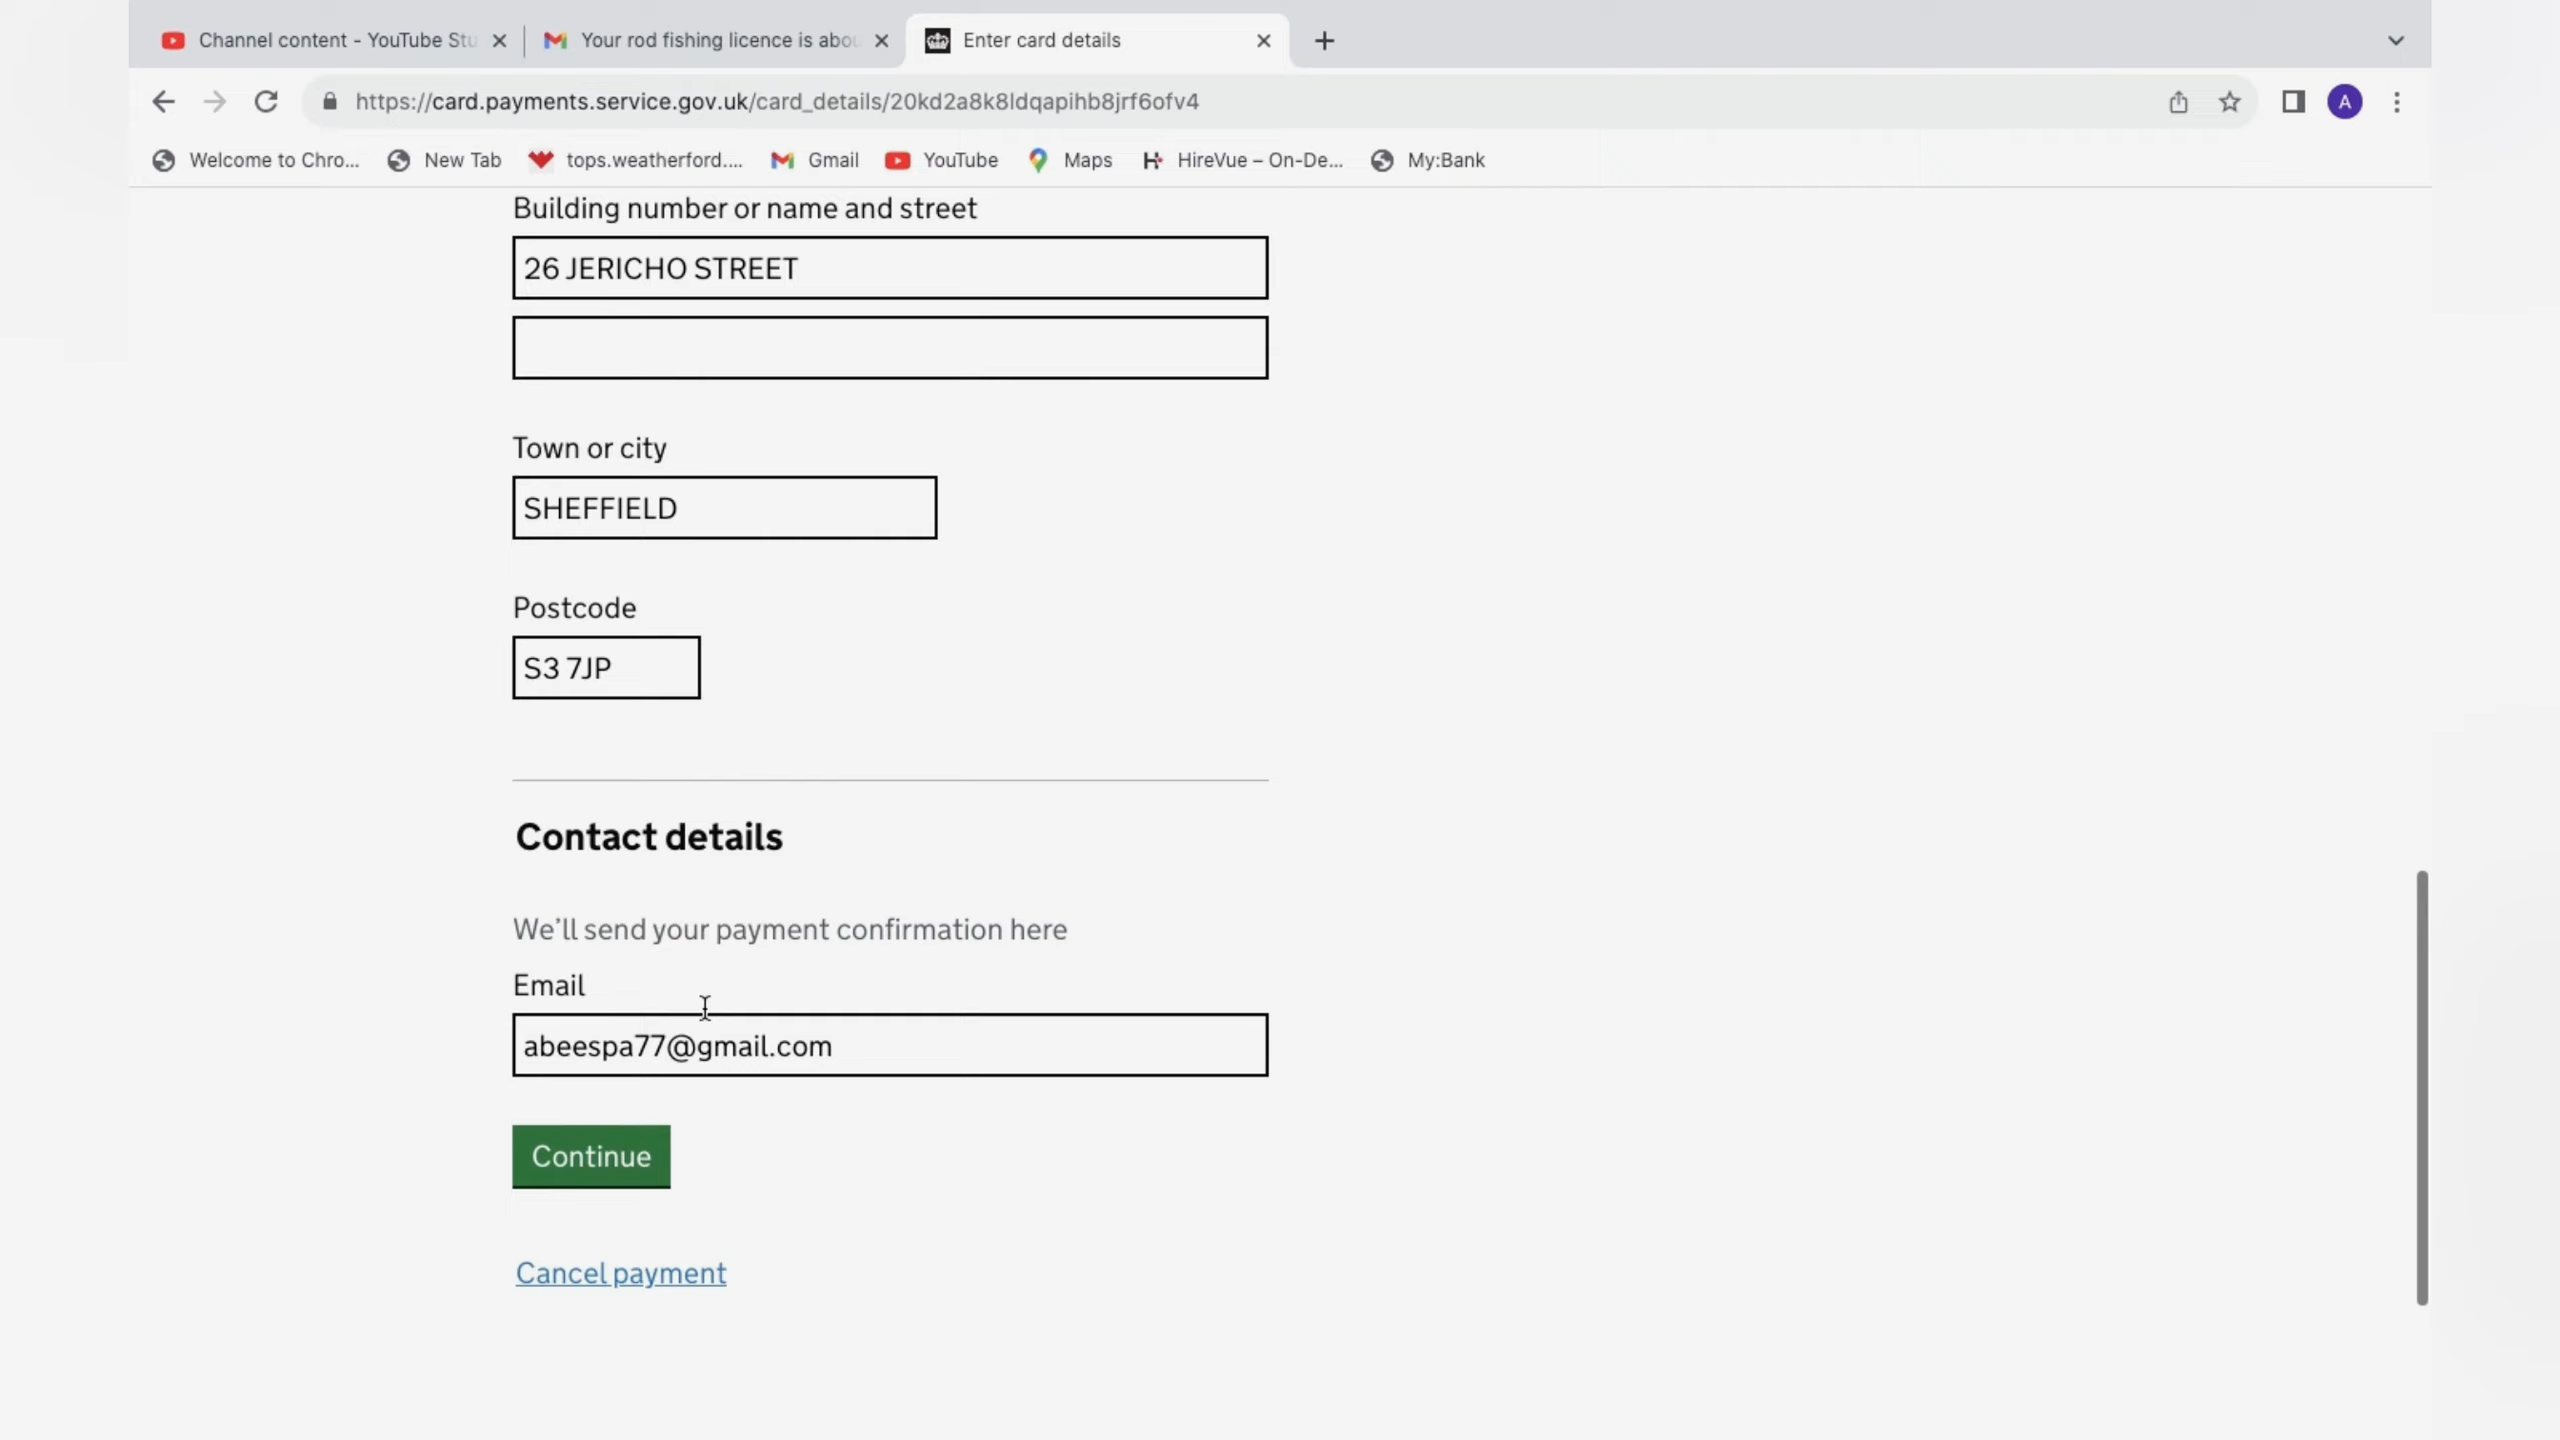 Channel content - YouTube Stu
Your rod fishing licence is abou
Enter card details
https://card.payments.service.gov.uk/card_details/20kd2a8k8ldqapihb8jrf6ofv4
A
Welcome to Chro...
New Tab
tops.weatherford....
Gmail
YouTube
Maps
HireVue – On-De...
My:Bank
Building number or name and street
26 JERICHO STREET
Town or city
SHEFFIELD
Postcode
S3 7JP
Contact details
We’ll send your payment confirmation here
Email
abeespa77@gmail.com
Continue
Cancel payment